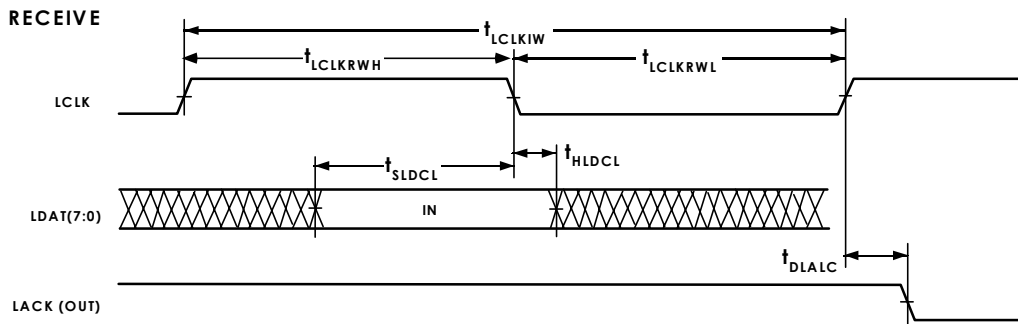 RECEIVE
tLCLKIW
tLCLKRWH
tLCLKRWL
LCLK
tHLDCL
tSLDCL
LDAT(7:0)
IN
tDLALC
LACK (OUT)